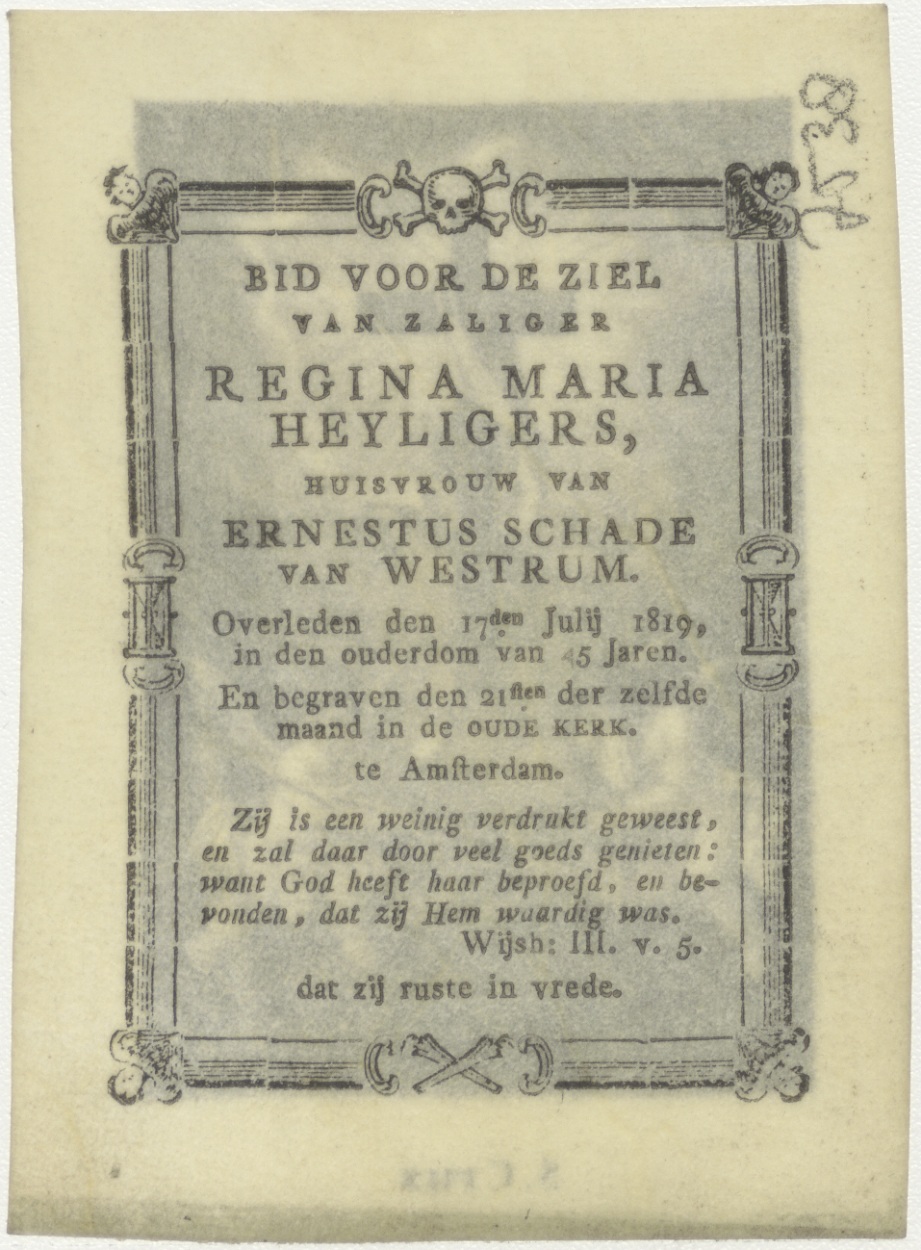 BID VOOR DE ZIEL
VAN ZALIGER
REGINA MARIA
HEYLIGERS,
HUISVROUW VAN
ERNESTUS SCHADE
VAN WESTRUM.
Overleden den 17den Julij 1819,
in den ouderdom van 45 Jaren.
En begraven den 21sten der zelfde
maand in de OUDE KERK.
te Amsterdam.
Zij is een weinig verdrukt geweest,
en zal daar door veel goeds genieten:
want God heeft haar beproefd, en be-
vonden, dat zij Hem waardig was.
Wijsh: III. v. 5.
dat zij ruste in vrede.